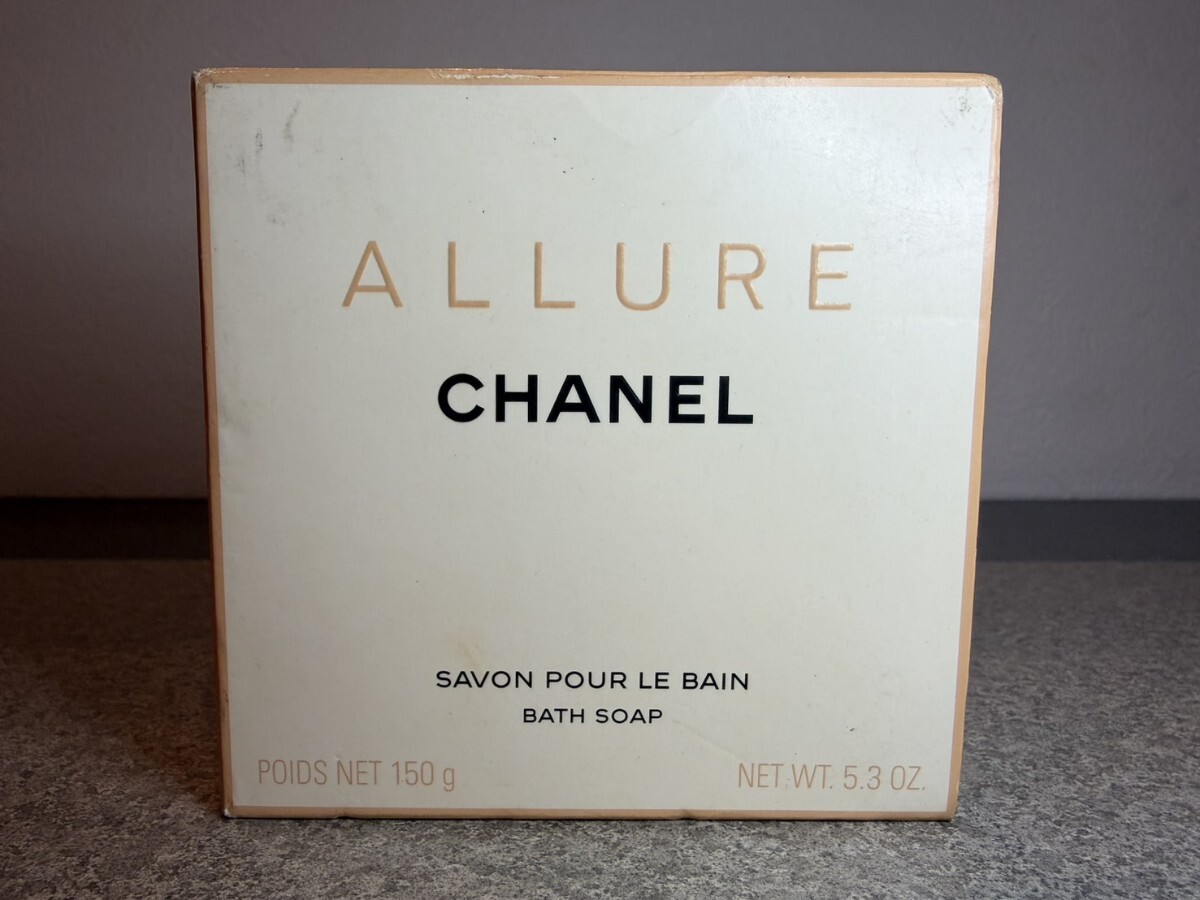 ALLURE
CHANEL
SAVON POUR LE BAIN
BATH SOAP
POIDS NET 150 g
NET WT. 5.3 OZ.